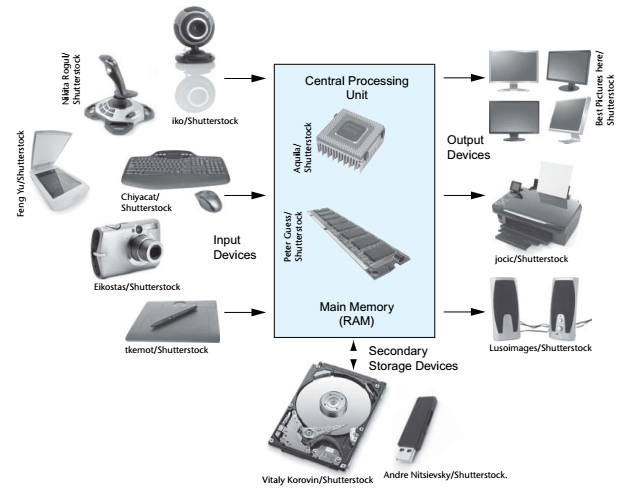 Nikita Rogul/
Shutterstock
iko/Shutterstock
Feng Yu/Shutterstock
Chiyacat/
Shutterstock
Input
Devices
Eikostas/Shutterstock
tkemot/Shutterstock
Central Processing
Unit
Aquilla/
Shutterstock
Peter Guess/
Shutterstock
Main Memory
(RAM)
Secondary
Storage Devices
Vitaly Korovin/Shutterstock
Andre Nitsievsky/Shutterstock.
Output
Devices
Best Pictures here/
Shutterstock
jocic/Shutterstock
Lusoimages/Shutterstock